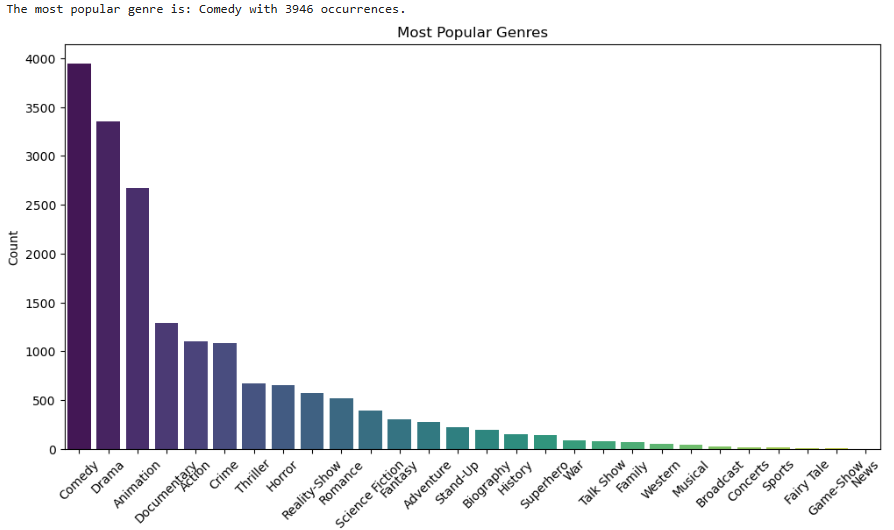 The most popular genre is: Comedy with 3946 occurrences.
Most Popular Genres
4000
3500
3000
2500
2000
1500
1000
500
0
Count
Comedy
Drama
Animation
Documentary
Action
Crime
Thriller
Horror
Reality-Show
Romance
Science Fiction
Fantasy
Adventure
Stand-Up
Biography
History
Superhero
War
Talk Show
Family
Western
Musical
Broadcast
Concerts
Sports
Fairy Tale
Game-Show
News